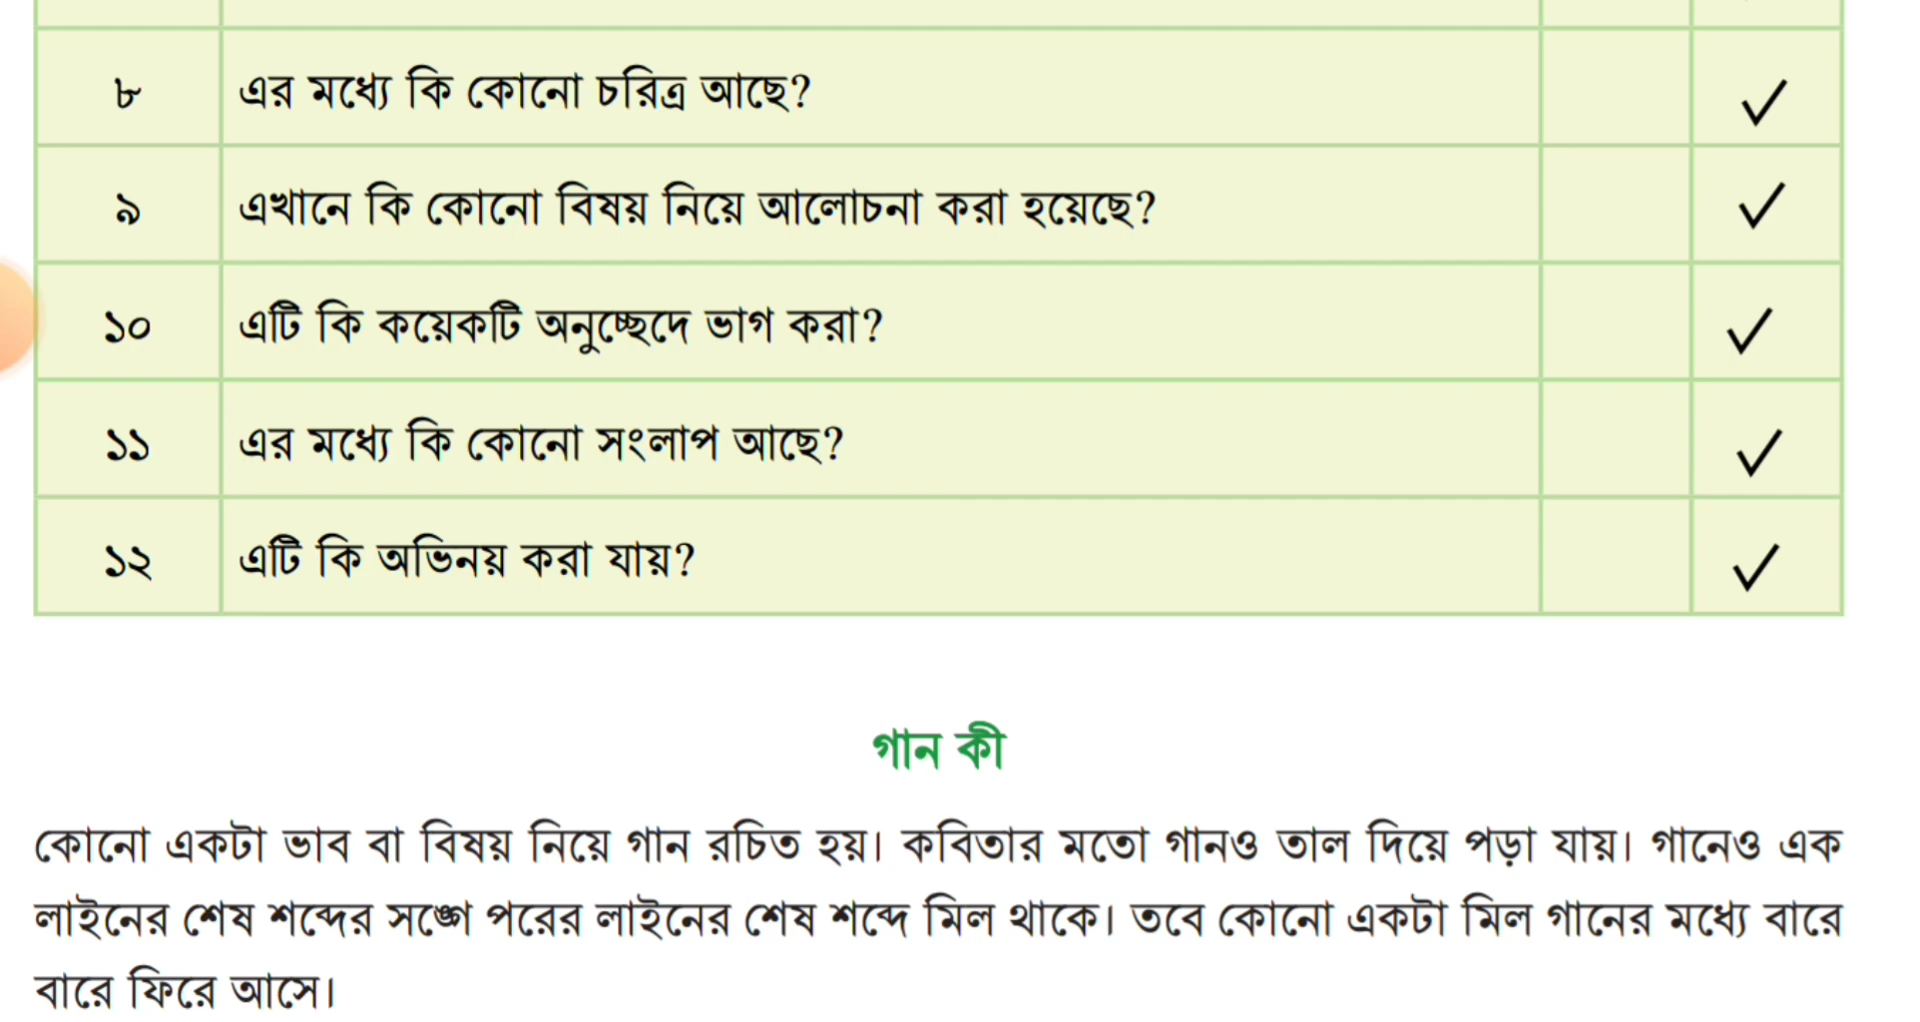 ৮ এর মধ্যে কি কোনো চরিত্র আছে? ✓
৯ এখানে কি কোনো বিষয় নিয়ে আলোচনা করা হয়েছে? ✓
১০ এটি কি কয়েকটি অনুচ্ছেদে ভাগ করা? ✓
১১ এর মধ্যে কি কোনো সংলাপ আছে? ✓
১২ এটি কি অভিনয় করা যায়? ✓
গান কী
কোনো একটা ভাব বা বিষয় নিয়ে গান রচিত হয়। কবিতার মতো গানও তাল দিয়ে পড়া যায়। গানেও এক
লাইনের শেষ শব্দের সঙ্গে পরের লাইনের শেষ শব্দে মিল থাকে। তবে কোনো একটা মিল গানের মধ্যে বারে
বারে ফিরে আসে।